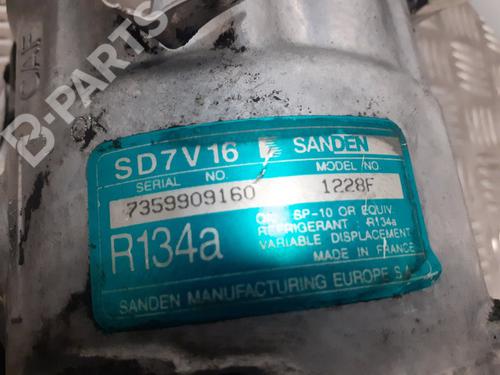 SD7V16 SANDEN
SERIAL NO. MODEL NO.
7359909160 1228F
R134a
OIL SP-10 OR EQUIV.
REFRIGERANT R134a
VARIABLE DISPLACEMENT
MADE IN FRANCE
SANDEN MANUFACTURING EUROPE S.A.